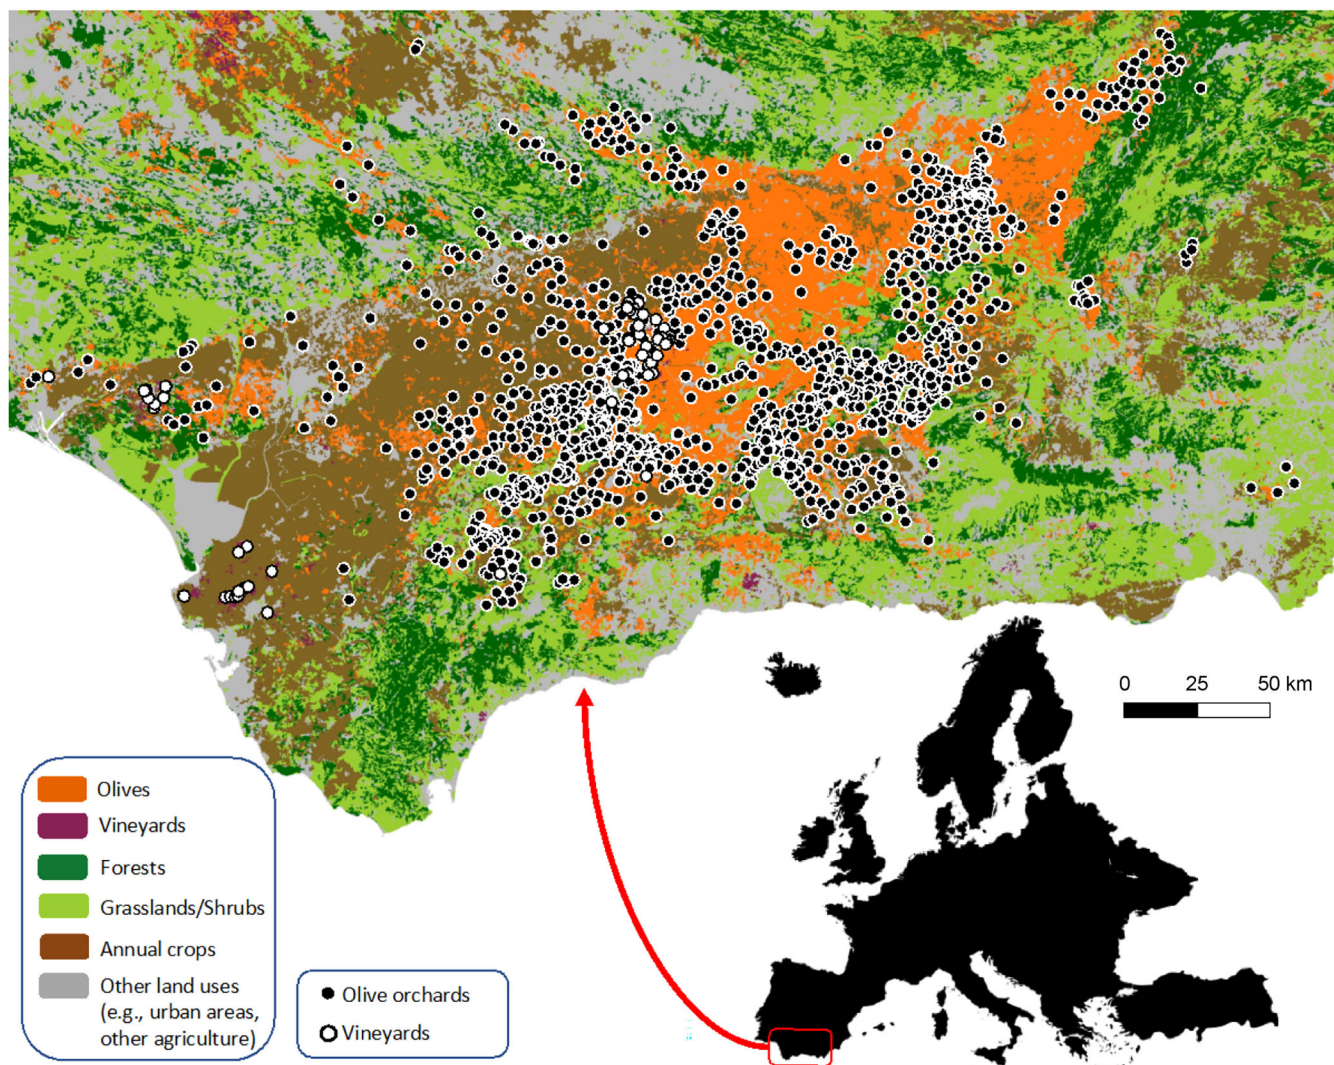 0 25 50 km
Olives
Vineyards
Forests
Grasslands/Shrubs
Annual crops
Other land uses
(e.g., urban areas,
other agriculture)
Olive orchards
Vineyards